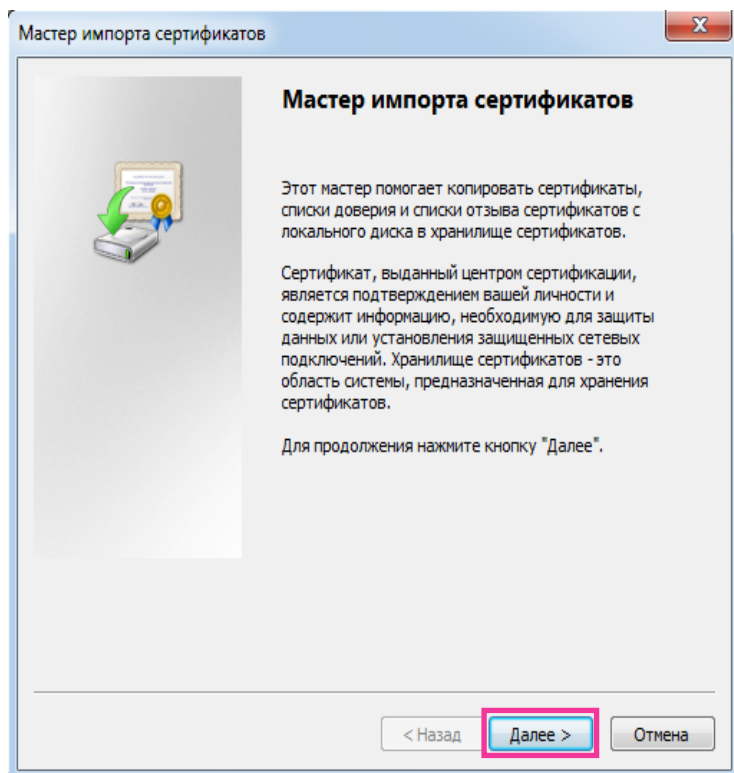 Мастер импорта сертификатов
Мастер импорта сертификатов
Этот мастер помогает копировать сертификаты,
списки доверия и списки отзыва сертификатов с
локального диска в хранилище сертификатов.
Сертификат, выданный центром сертификации,
является подтверждением вашей личности и
содержит информацию, необходимую для защиты
данных или установления защищенных сетевых
подключений. Хранилище сертификатов - это
область системы, предназначенная для хранения
сертификатов.
Для продолжения нажмите кнопку "Далее".
< Назад Далее > Отмена